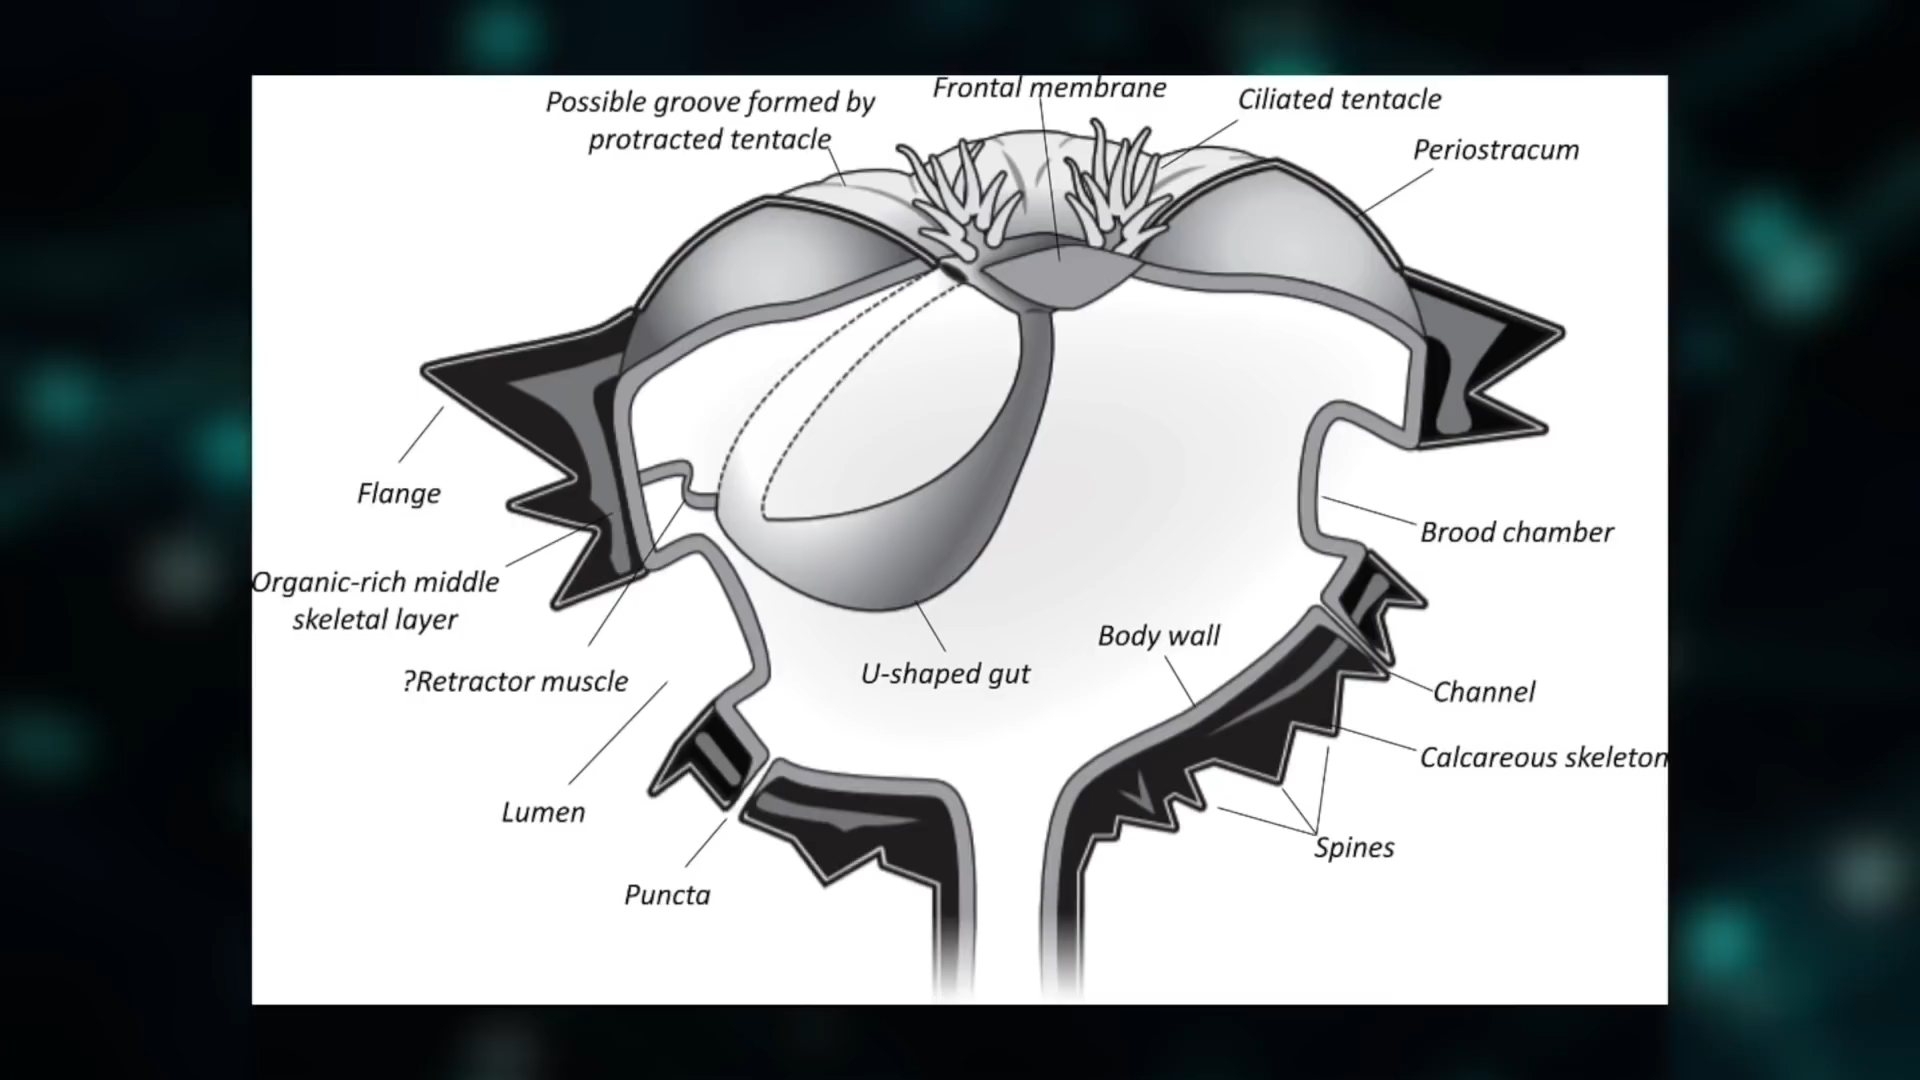 Frontal membrane
Possible groove formed by
protracted tentacle
Ciliated tentacle
Periostracum
Flange
Organic-rich middle
skeletal layer
?Retractor muscle
U-shaped gut
Body wall
Brood chamber
Channel
Calcareous skeleton
Lumen
Spines
Puncta